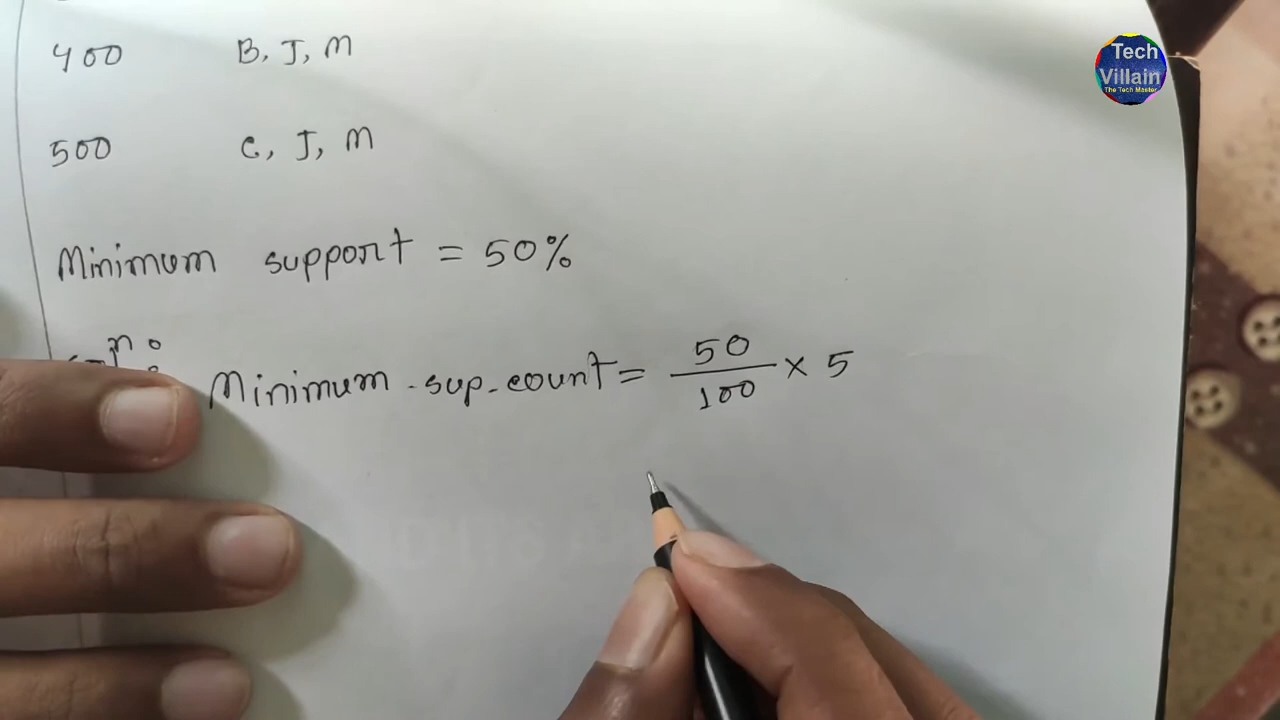 Tech
Villain
The Tech Master
400 B, J, M
500 C, J, M
Minimum support = 50%
Minimum-sup-count = 50/100 × 5